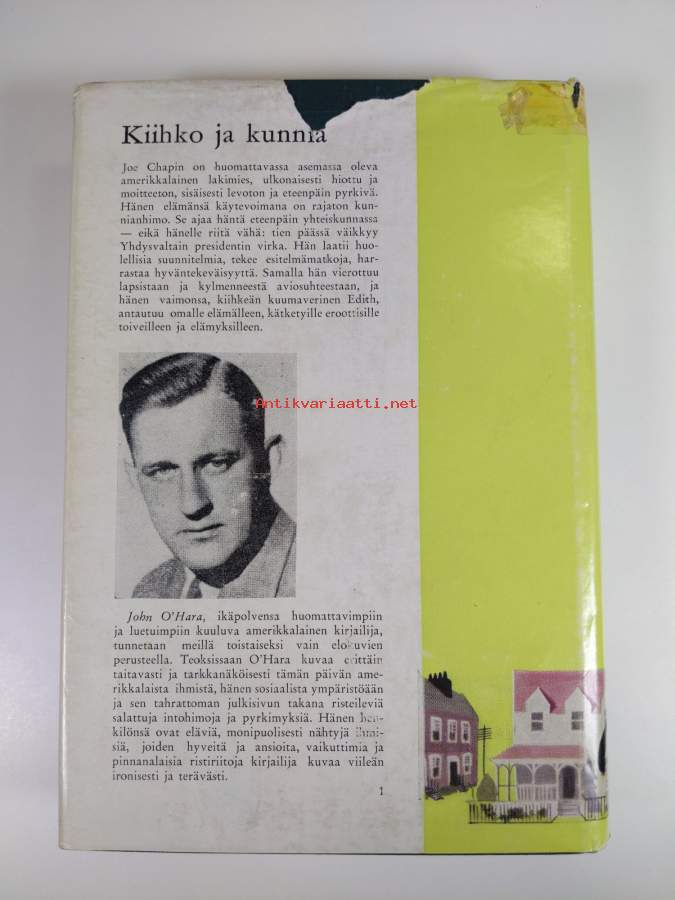 Kiihko ja kunnia
Joe Chapin on huomattavassa asemassa oleva
amerikkalainen lakimies, ulkonaisesti hiottu ja
moitteeton, sisäisesti levoton ja eteenpäin pyrkivä.
Hänen elämänsä käytevoimana on rajaton kun-
nianhimo. Se ajaa häntä eteenpäin yhteiskunnassa
— eikä hänelle riitä vähä: tien päässä väikkyy
Yhdysvaltain presidentin virka. Hän laatii huo-
lellisia suunnitelmia, tekee esitelmämatkoja, har-
rastaa hyväntekeväisyyttä. Samalla hän vierottuu
lapsistaan ja kylmenneestä aviosuhteestaan, ja
hänen vaimonsa, kiihkeän kuumaverinen Edith,
antautuu omalle elämälleen, kätketyille eroottisille
toiveilleen ja elämyksilleen.
Antikvariaatti.net
John O'Hara, ikäpolvensa huomattavimpiin
ja luetuimpiin kuuluva amerikkalainen kirjailija,
tunnetaan meillä toistaiseksi vain elokuvien
perusteella. Teoksissaan O'Hara kuvaa erittäin
taitavasti ja tarkkanäköisesti tämän päivän ame-
rikkalaista ihmistä, hänen sosiaalista ympäristöään
ja sen tahrattoman julkisivun takana risteileviä
salattuja intohimoja ja pyrkimyksiä. Hänen hen-
kilönsä ovat eläviä, monipuolisesti nähtyjä ihmi-
siä, joiden hyveitä ja ansioita, vaikuttimia ja
pinnanalaisia ristiriitoja kirjailija kuvaa viileän
ironisesti ja terävästi.
1